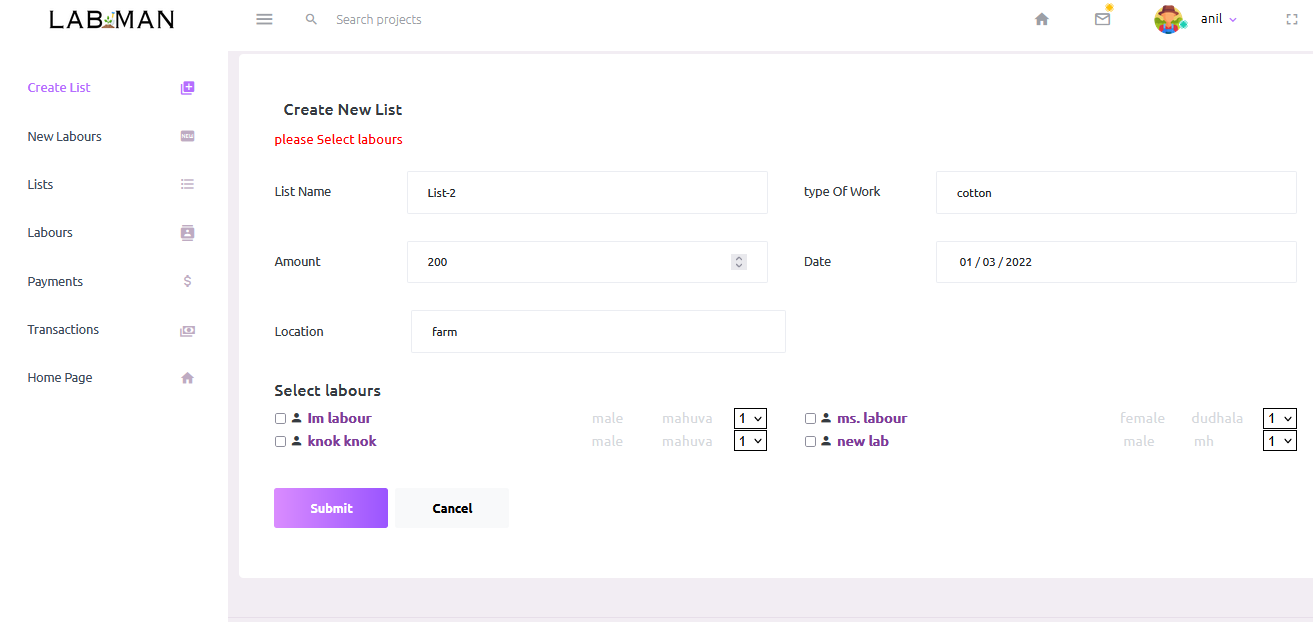 LABMAN
Search projects
anil
Create List
New Labours
NEW
Lists
Labours
Payments
$
Transactions
Home Page
Create New List
please Select labours
List Name
List-2
type Of Work
cotton
Amount
200
Date
01 / 03 / 2022
Location
farm
Select labours
Im labour male mahuva 1
ms. labour female dudhala 1
knok knok male mahuva 1
new lab male mh 1
Submit
Cancel